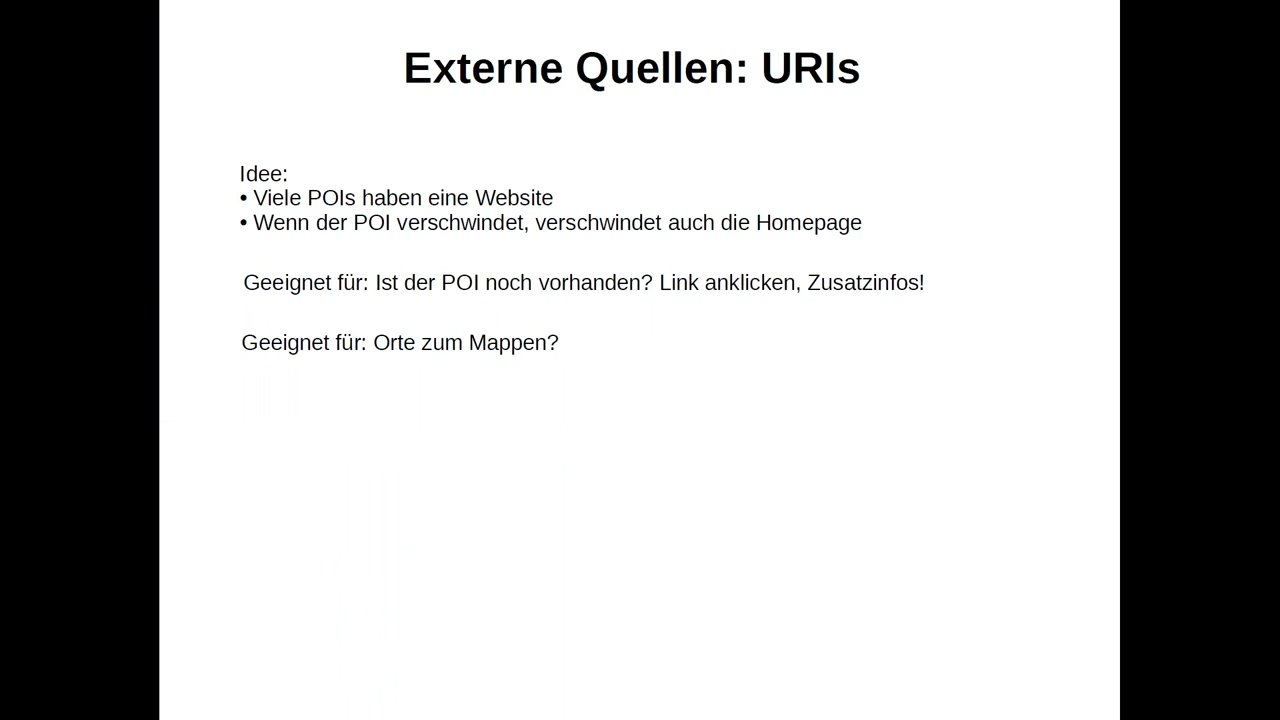 Externe Quellen: URIs
Idee:
• Viele POIs haben eine Website
• Wenn der POI verschwindet, verschwindet auch die Homepage
Geeignet für: Ist der POI noch vorhanden? Link anklicken, Zusatzinfos!
Geeignet für: Orte zum Mappen?